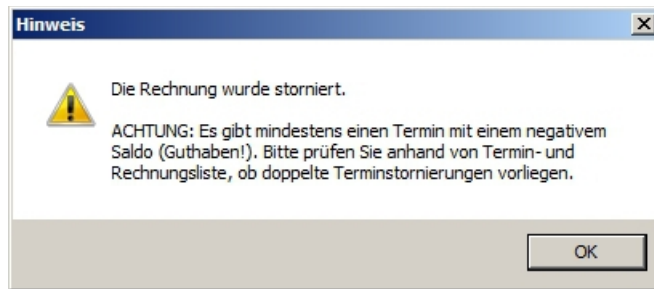 Hinweis
Die Rechnung wurde storniert.
ACHTUNG: Es gibt mindestens einen Termin mit einem negativem
Saldo (Guthaben!). Bitte prüfen Sie anhand von Termin- und
Rechnungsliste, ob doppelte Terminstornierungen vorliegen.
OK